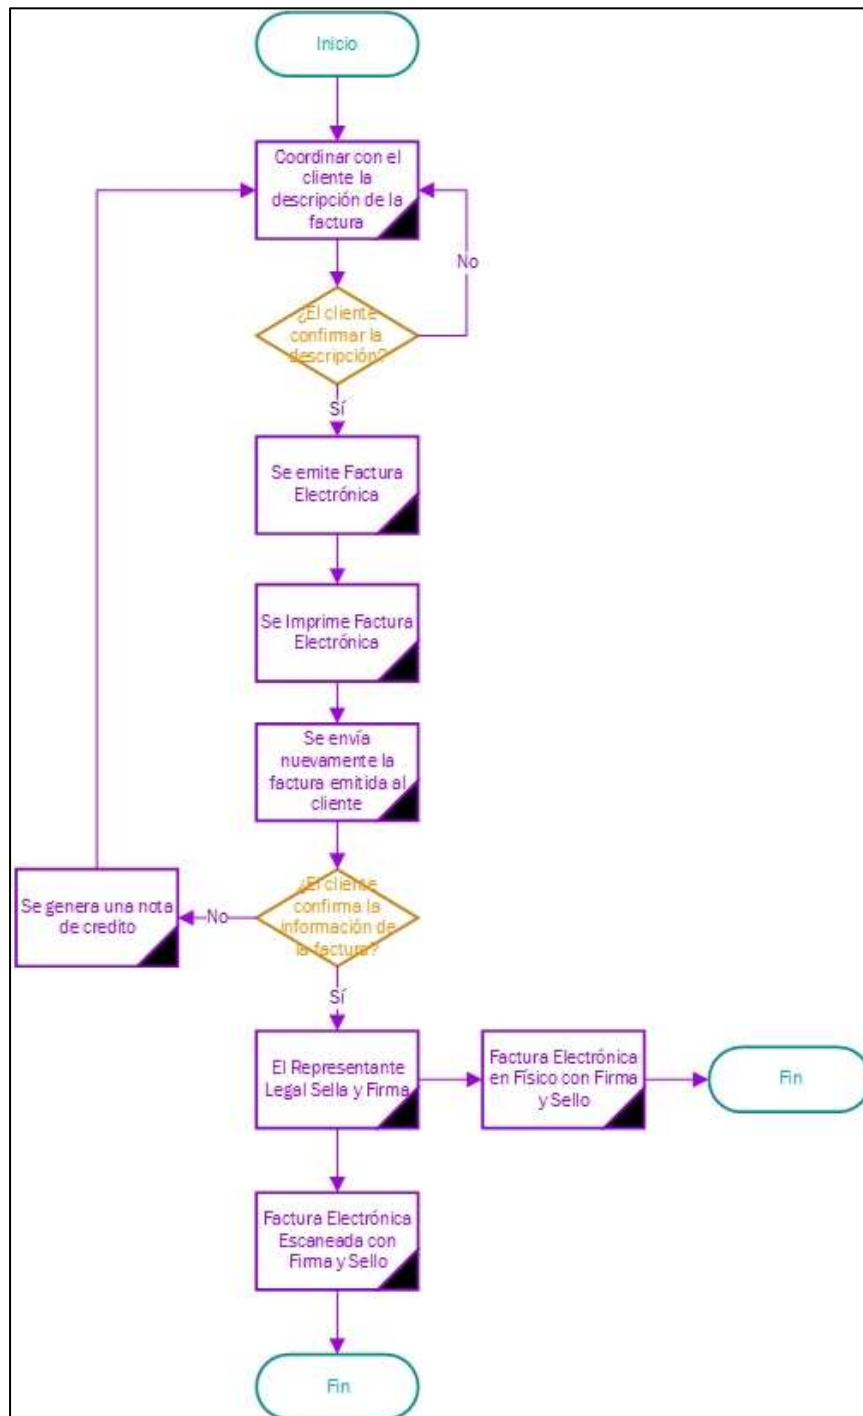 Inicio
Coordinar con el
cliente la
descripción de la
factura
No
¿El cliente
confirmar la
descripción?
Sí
Se emite Factura
Electrónica
Se Imprime Factura
Electrónica
Se envía
nuevamente la
factura emitida al
cliente
¿El cliente
confirma la
información de
la factura?
No
Se genera una nota
de credito
Sí
El Representante
Legal Sella y Firma
Factura Electrónica
en Físico con Firma
y Sello
Fin
Factura Electrónica
Escaneada con
Firma y Sello
Fin